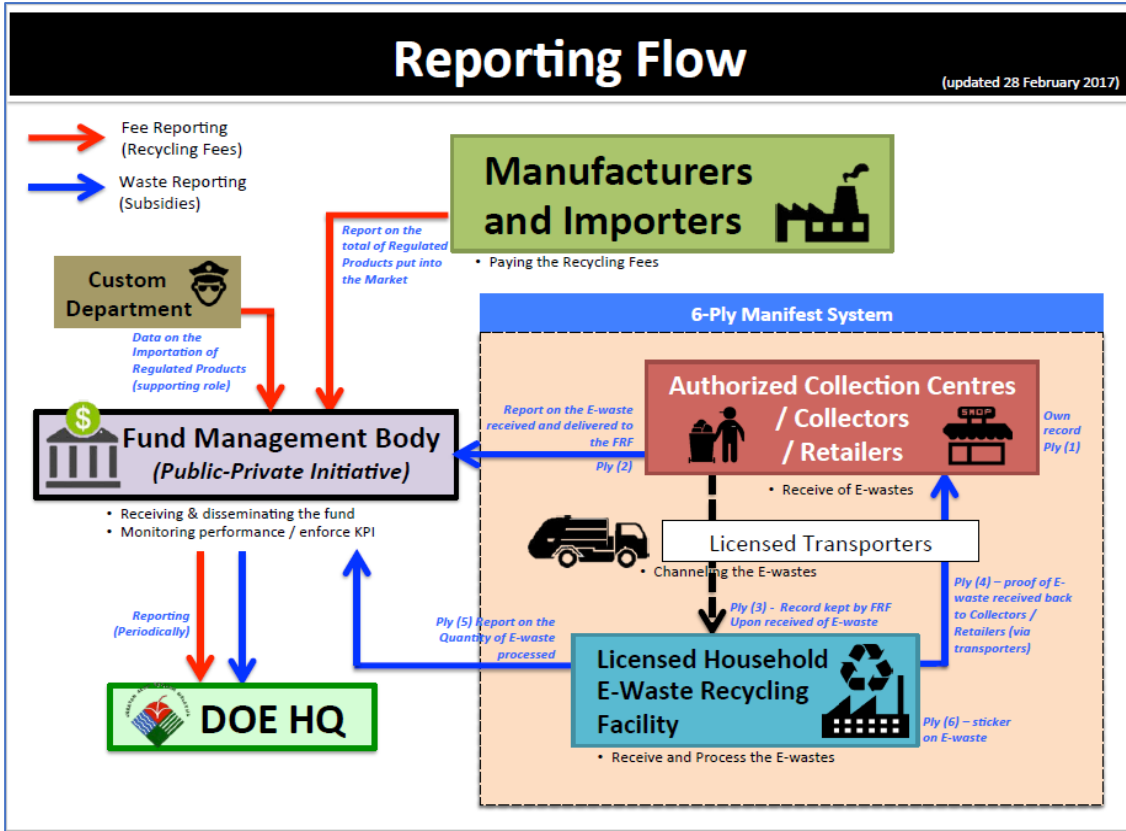 Reporting Flow
(updated 28 February 2017)
Fee Reporting
(Recycling Fees)
Waste Reporting
(Subsidies)
Manufacturers
and Importers
• Paying the Recycling Fees
Report on the
total of Regulated
Products put into
the Market
Custom
Department
Data on the
Importation of
Regulated Products
(supporting role)
6-Ply Manifest System
Authorized Collection Centres
/ Collectors
/ Retailers
SHOP
Own
record
Ply (1)
• Receive of E-wastes
Report on the E-waste
received and delivered to
the FRF
Ply (2)
$
Fund Management Body
(Public-Private Initiative)
• Receiving & disseminating the fund
• Monitoring performance / enforce KPI
Licensed Transporters
• Channeling the E-wastes
Ply (3) - Record kept by FRF
Upon received of E-waste
Ply (4) – proof of E-
waste received back
to Collectors /
Retailers (via
transporters)
Reporting
(Periodically)
Ply (5) Report on the
Quantity of E-waste
processed
Licensed Household
E-Waste Recycling
Facility
Ply (6) – sticker
on E-waste
• Receive and Process the E-wastes
DOE HQ